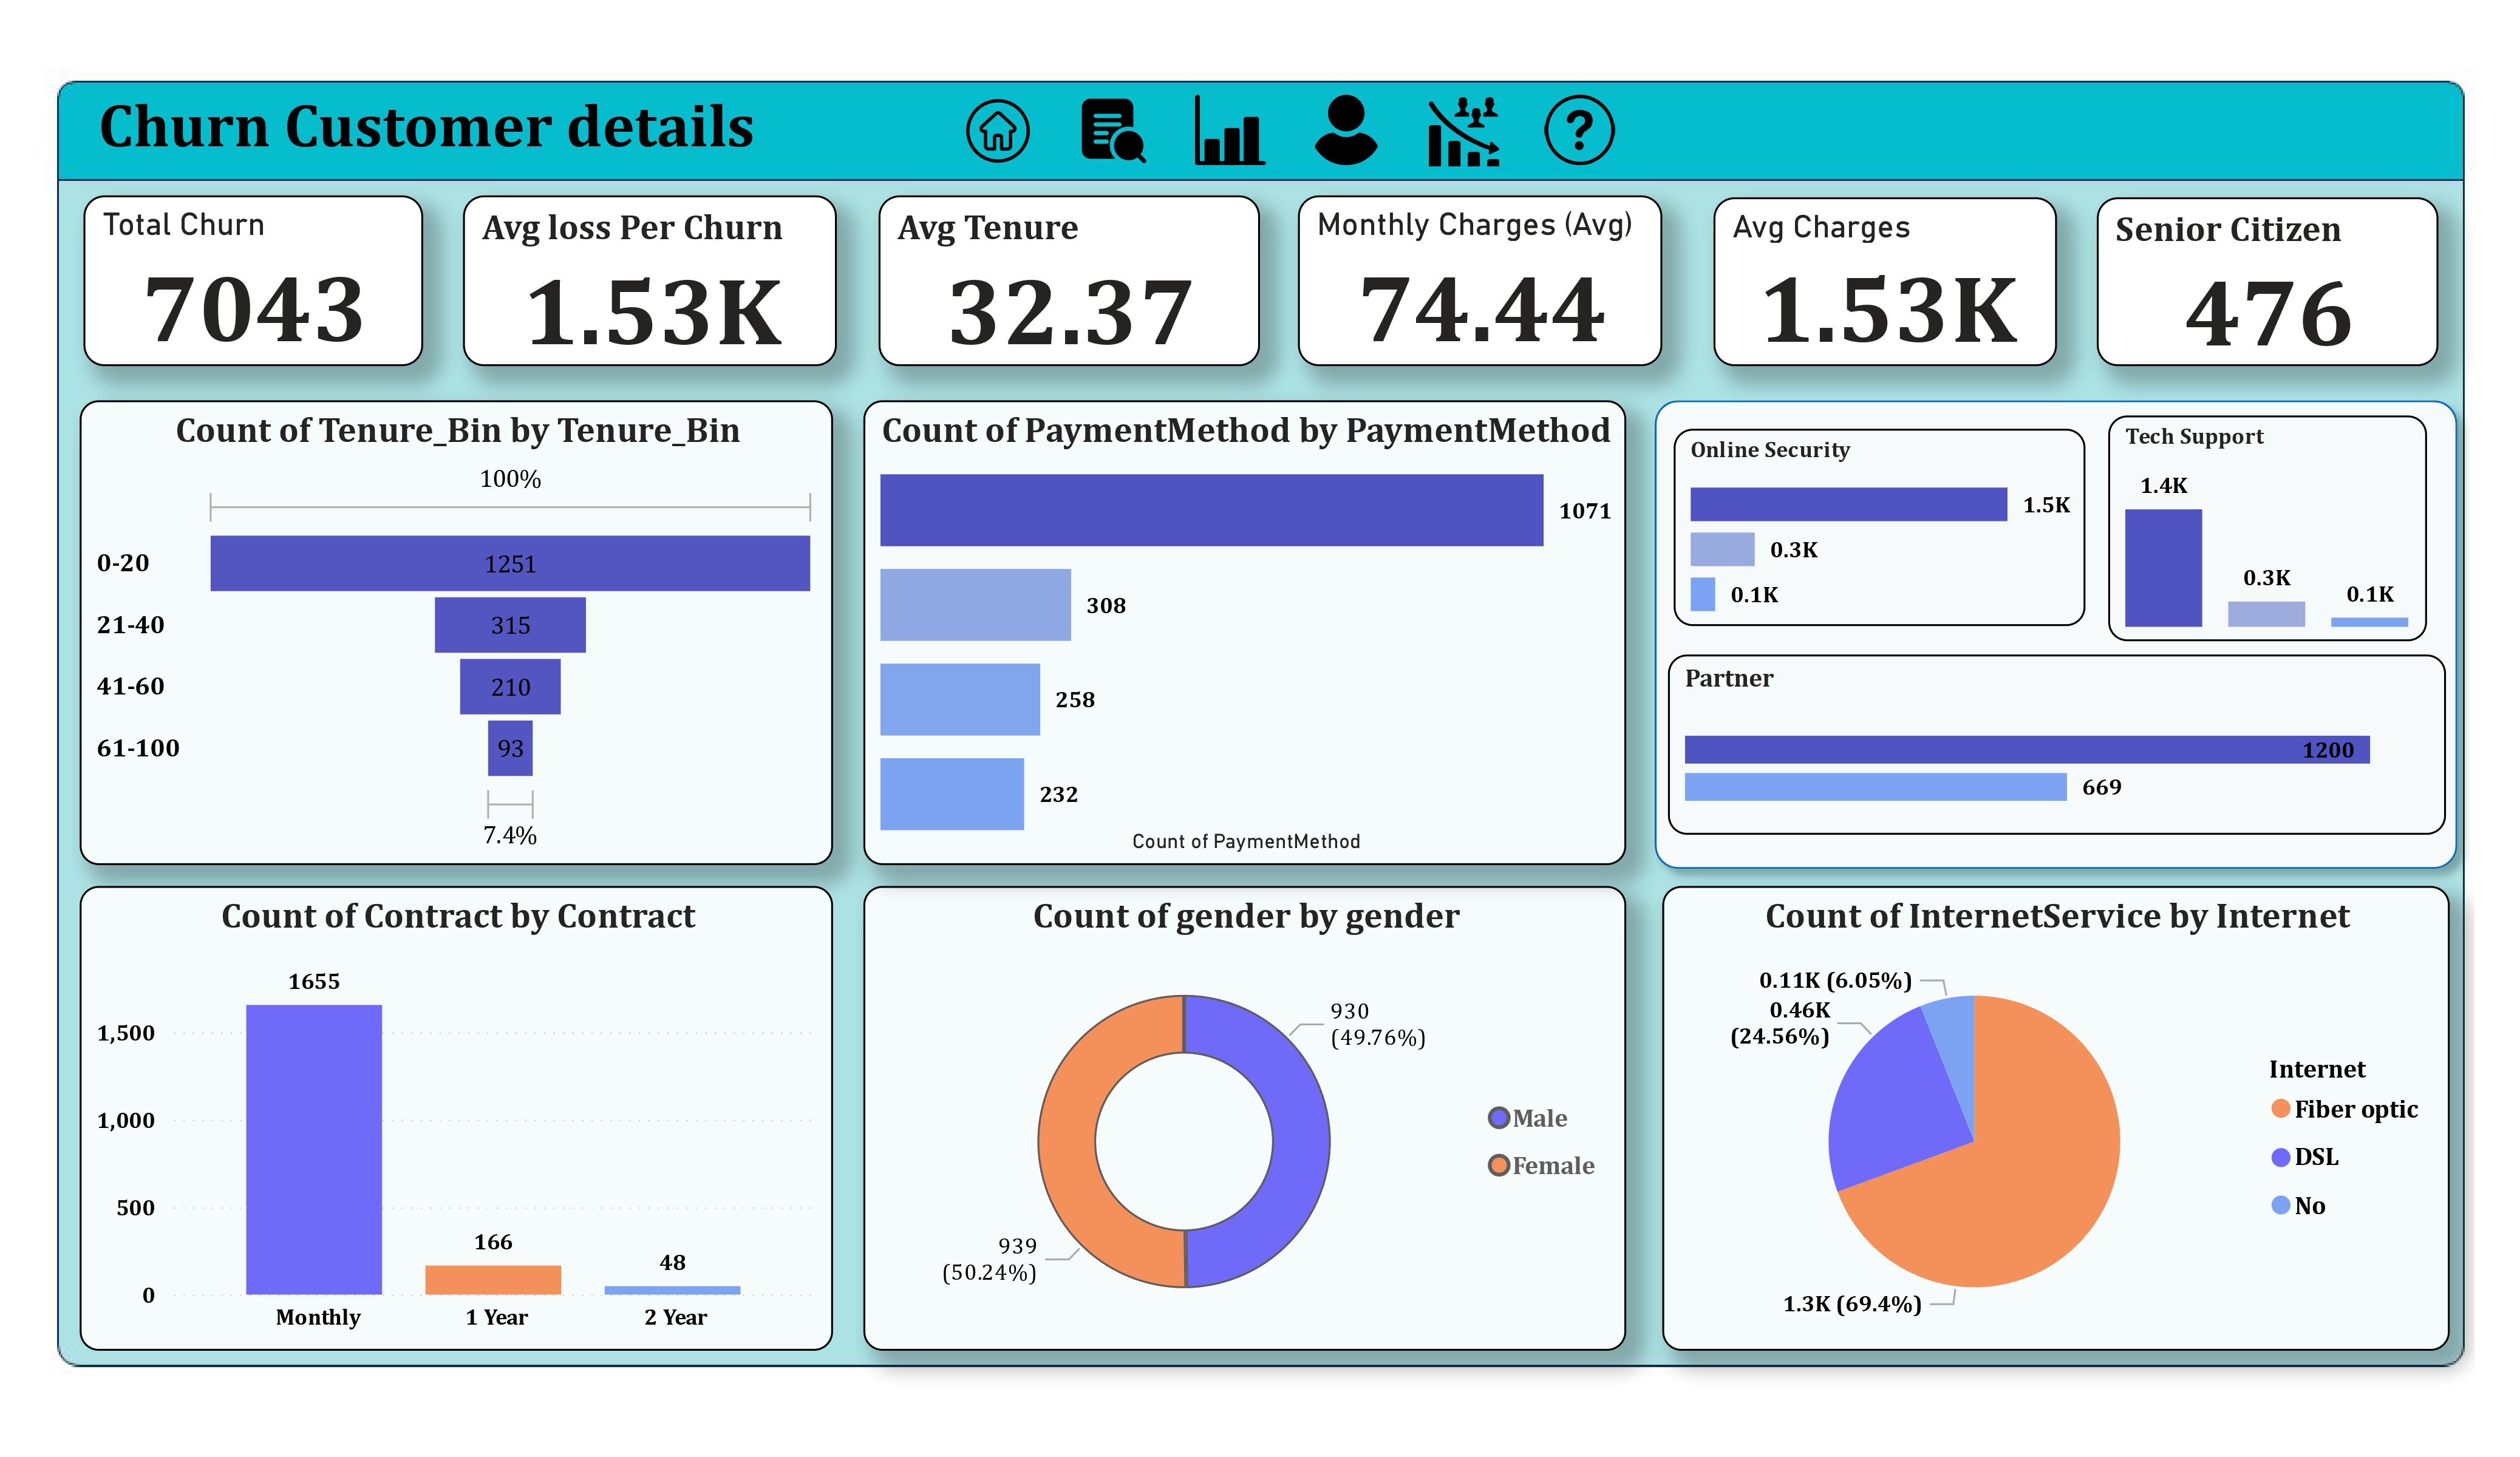 Churn Customer details
?
Total Churn
7043
Avg loss Per Churn
1.53K
Avg Tenure
32.37
Monthly Charges (Avg)
74.44
Avg Charges
1.53K
Senior Citizen
476
Count of Tenure_Bin by Tenure_Bin
100%
0-20
1251
21-40
315
41-60
210
61-100
93
7.4%
Count of PaymentMethod by PaymentMethod
1071
308
258
232
Count of PaymentMethod
Online Security
1.5K
0.3K
0.1K
Tech Support
1.4K
0.3K
0.1K
Partner
1200
669
Count of Contract by Contract
1655
1,500
1,000
500
166
48
0
Monthly
1 Year
2 Year
Count of gender by gender
930
(49.76%)
Male
Female
939
(50.24%)
Count of InternetService by Internet
0.11K (6.05%)
0.46K
(24.56%)
Internet
Fiber optic
DSL
No
1.3K (69.4%)